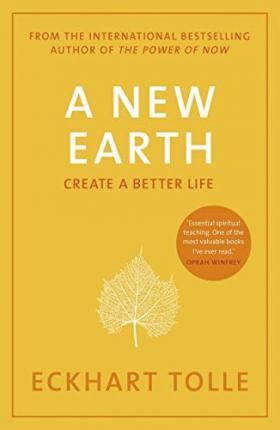 FROM THE INTERNATIONAL BESTSELLING
AUTHOR OF THE POWER OF NOW
A NEW
EARTH
CREATE A BETTER LIFE
'Essential spiritual
teaching. One of the
most valuable books
I've ever read.'
OPRAH WINFREY
ECKHART TOLLE